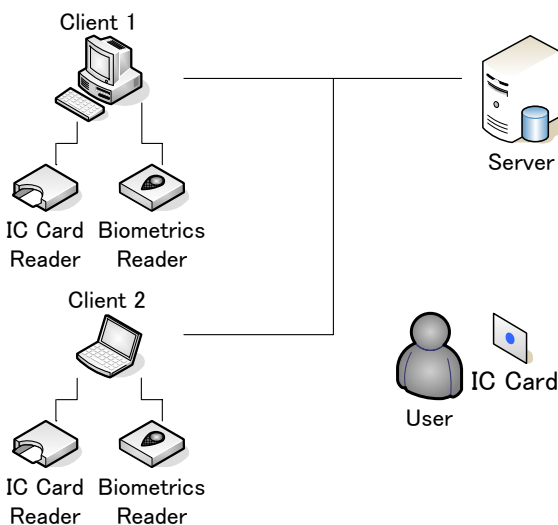 Client 1
Server
IC Card Biometrics
Reader Reader
Client 2
IC Card
User
IC Card Biometrics
Reader Reader